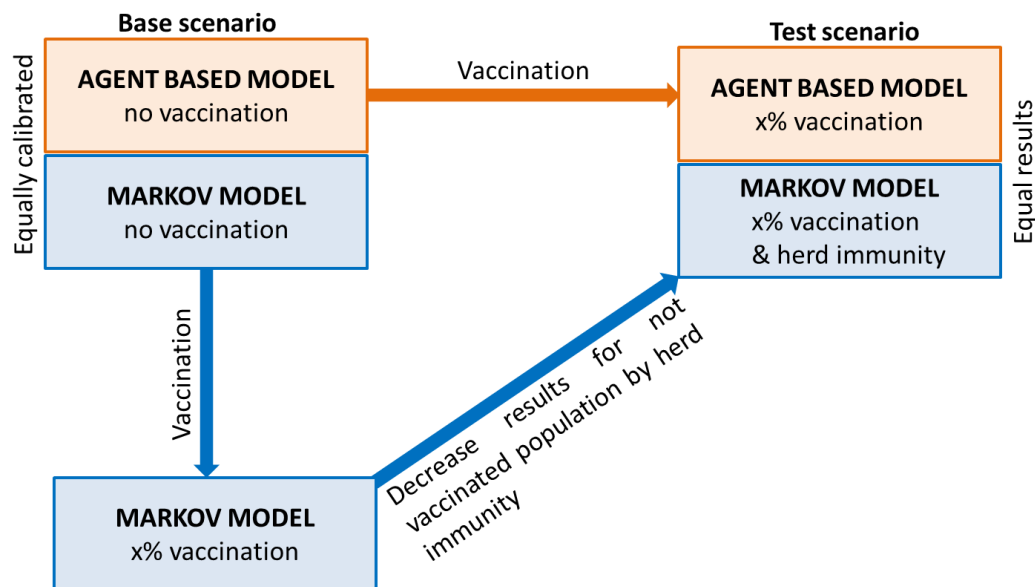 Base scenario
Test scenario
Equally calibrated
AGENT BASED MODEL
no vaccination
Vaccination
AGENT BASED MODEL
x% vaccination
Equal results
MARKOV MODEL
no vaccination
MARKOV MODEL
x% vaccination
& herd immunity
Vaccination
Decrease results for not
vaccinated population by herd
immunity
MARKOV MODEL
x% vaccination